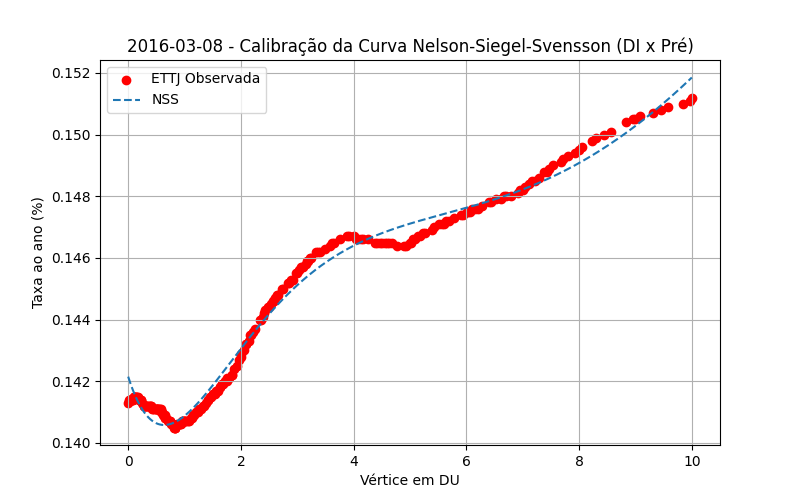 2016-03-08 - Calibração da Curva Nelson-Siegel-Svensson (DI x Pré)
ETTJ Observada
NSS
Taxa ao ano (%)
0.152
0.150
0.148
0.146
0.144
0.142
0.140
0 2 4 6 8 10
Vértice em DU